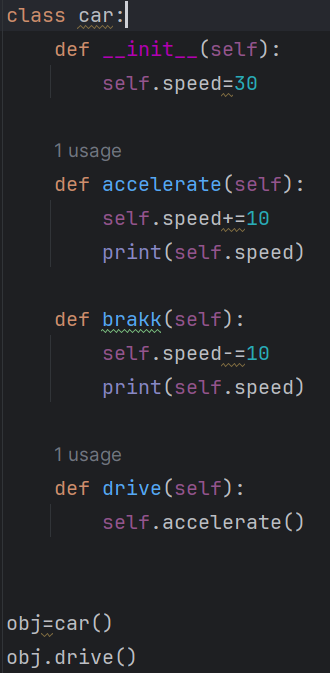 class car:
    def __init__(self):
        self.speed=30
    1 usage
    def accelerate(self):
        self.speed+=10
        print(self.speed)
    def brakk(self):
        self.speed-=10
        print(self.speed)
    1 usage
    def drive(self):
        self.accelerate()
obj=car()
obj.drive()